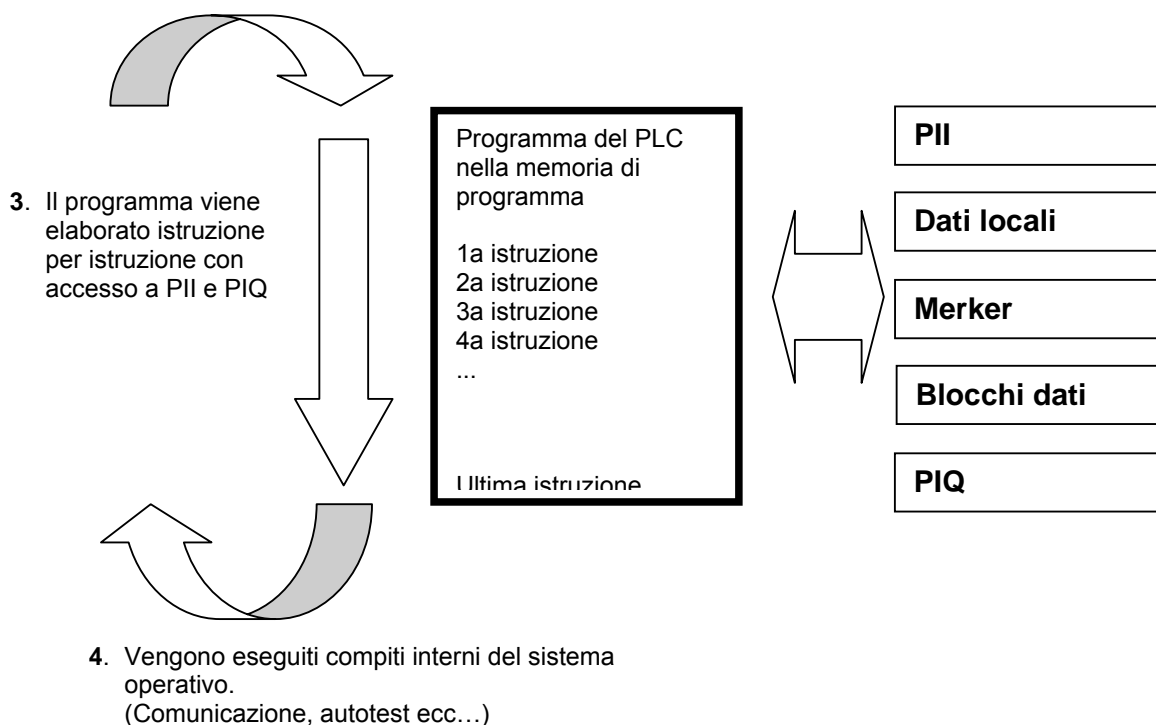 3. Il programma viene
elaborato istruzione
per istruzione con
accesso a PII e PIQ
Programma del PLC
nella memoria di
programma
1a istruzione
2a istruzione
3a istruzione
4a istruzione
...
Ultima istruzione
PII
Dati locali
Merker
Blocchi dati
PIQ
4. Vengono eseguiti compiti interni del sistema
operativo.
(Comunicazione, autotest ecc…)